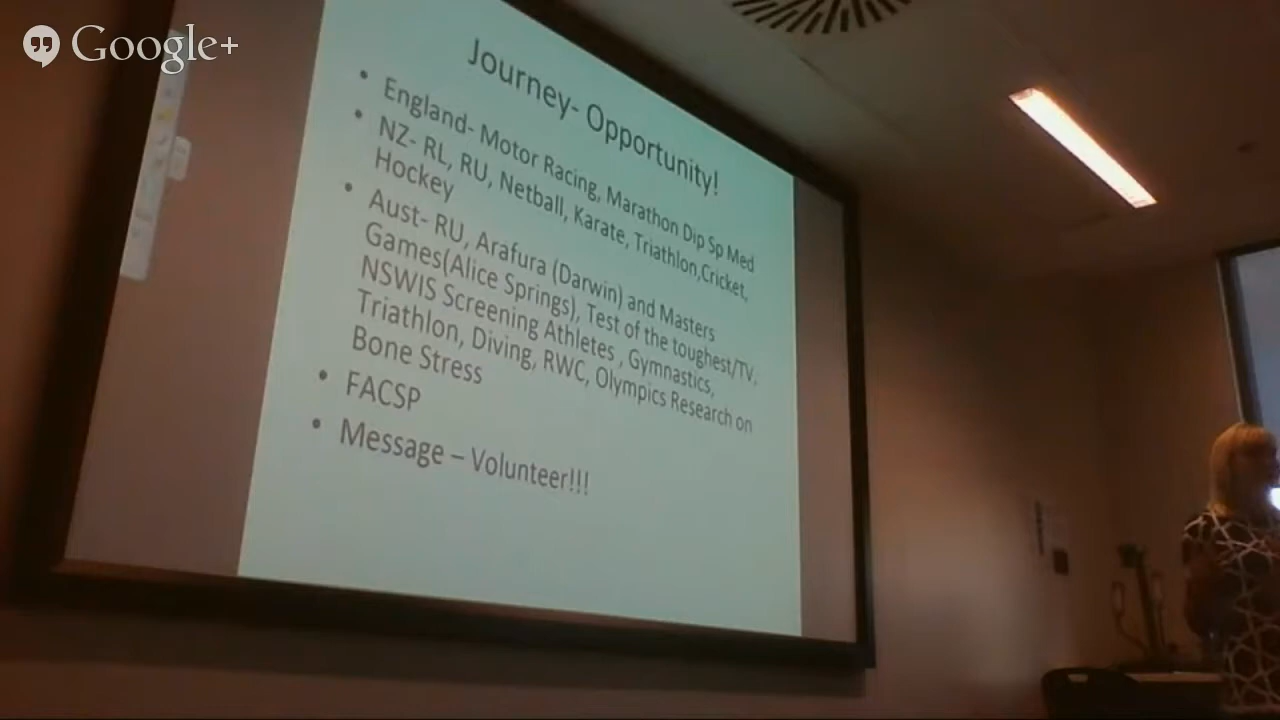 Google+
Journey- Opportunity!
• England- Motor Racing, Marathon Dip Sp Med
• NZ- RL, RU, Netball, Karate, Triathlon,Cricket,
Hockey
• Aust- RU, Arafura (Darwin) and Masters
Games(Alice Springs), Test of the toughest/TV,
NSWIS Screening Athletes , Gymnastics,
Triathlon, Diving, RWC, Olympics Research on
Bone Stress
• FACSP
• Message – Volunteer!!!